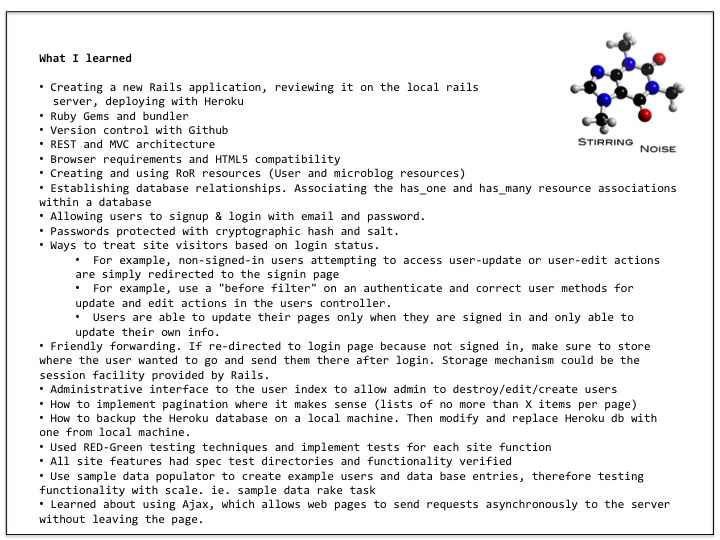 What I learned
• Creating a new Rails application, reviewing it on the local rails
server, deploying with Heroku
• Ruby Gems and bundler
• Version control with Github
• REST and MVC architecture
• Browser requirements and HTML5 compatibility
• Creating and using RoR resources (User and microblog resources)
• Establishing database relationships. Associating the has_one and has_many resource associations
within a database
• Allowing users to signup & login with email and password.
• Passwords protected with cryptographic hash and salt.
• Ways to treat site visitors based on login status.
• For example, non-signed-in users attempting to access user-update or user-edit actions
are simply redirected to the signin page
• For example, use a "before filter" on an authenticate and correct user methods for
update and edit actions in the users controller.
• Users are able to update their pages only when they are signed in and only able to
update their own info.
• Friendly forwarding. If re-directed to login page because not signed in, make sure to store
where the user wanted to go and send them there after login. Storage mechanism could be the
session facility provided by Rails.
• Administrative interface to the user index to allow admin to destroy/edit/create users
• How to implement pagination where it makes sense (lists of no more than X items per page)
• How to backup the Heroku database on a local machine. Then modify and replace Heroku db with
one from local machine.
• Used RED-Green testing techniques and implement tests for each site function
• All site features had spec test directories and functionality verified
• Use sample data populator to create example users and data base entries, therefore testing
functionality with scale. ie. sample data rake task
• Learned about using Ajax, which allows web pages to send requests asynchronously to the server
without leaving the page.
STIRRING NOISE